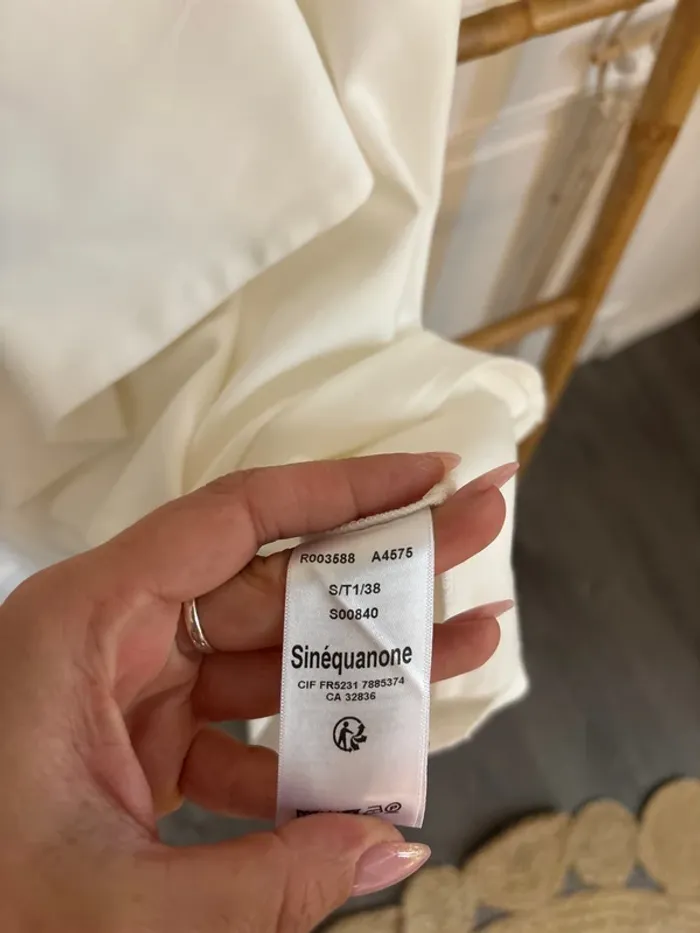 R003588 A4575
S/T1/38
S00840
Sinéquanone
CIF FR5231 7885374
CA 32836